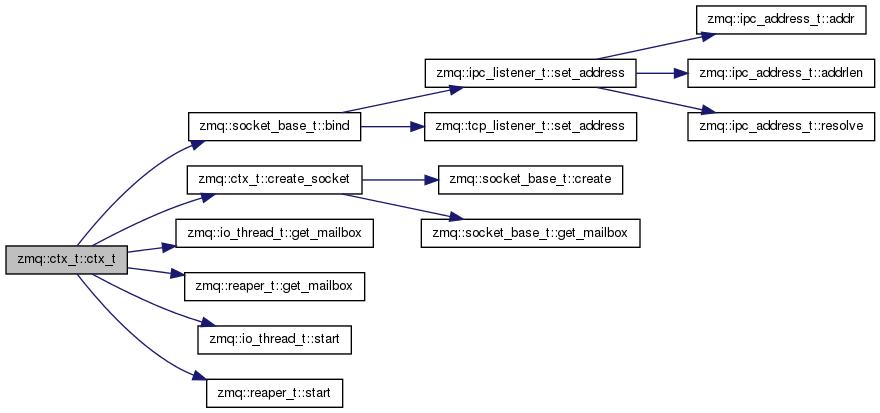 zmq::ipc_address_t::addr
zmq::ipc_listener_t::set_address
zmq::ipc_address_t::addrlen
zmq::socket_base_t::bind
zmq::tcp_listener_t::set_address
zmq::ipc_address_t::resolve
zmq::ctx_t::create_socket
zmq::socket_base_t::create
zmq::io_thread_t::get_mailbox
zmq::socket_base_t::get_mailbox
zmq::ctx_t::ctx_t
zmq::reaper_t::get_mailbox
zmq::io_thread_t::start
zmq::reaper_t::start